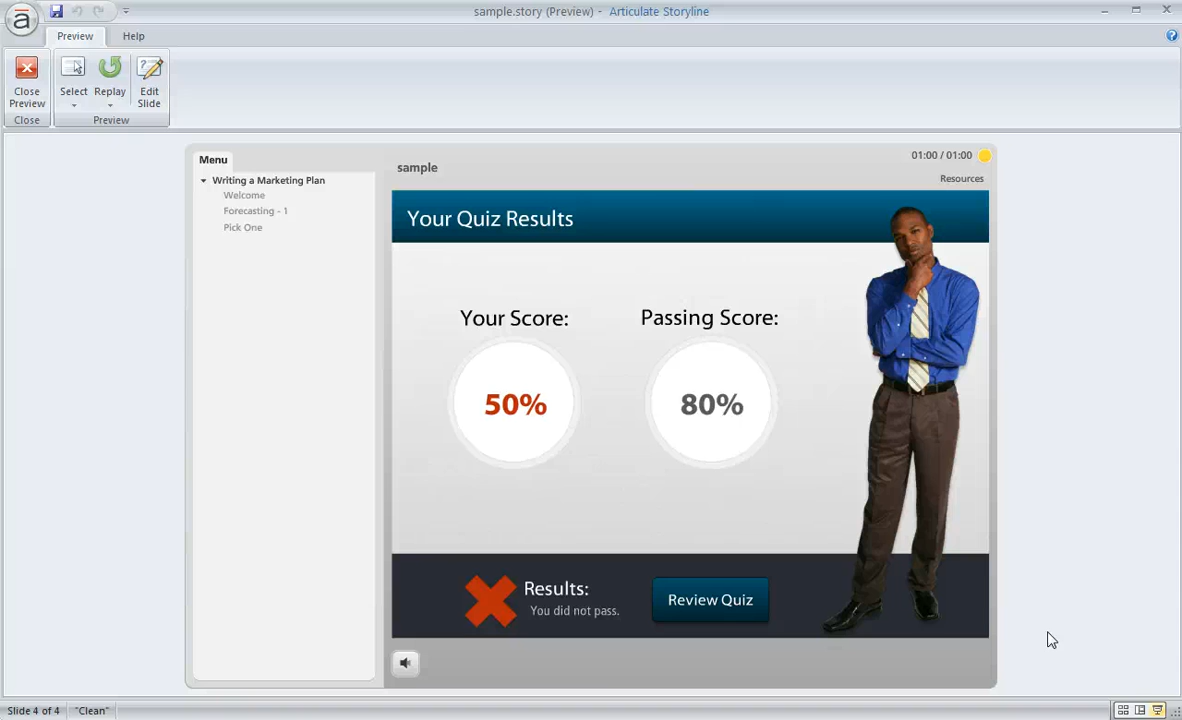 sample.story (Preview) - Articulate Storyline
Preview Help
Close Preview
Select
Replay
Edit Slide
Close
Preview
Menu
Writing a Marketing Plan
Welcome
Forecasting - 1
Pick One
sample
01:00 / 01:00
Resources
Your Quiz Results
Your Score:
Passing Score:
50%
80%
Results:
You did not pass.
Review Quiz
Slide 4 of 4 "Clean"